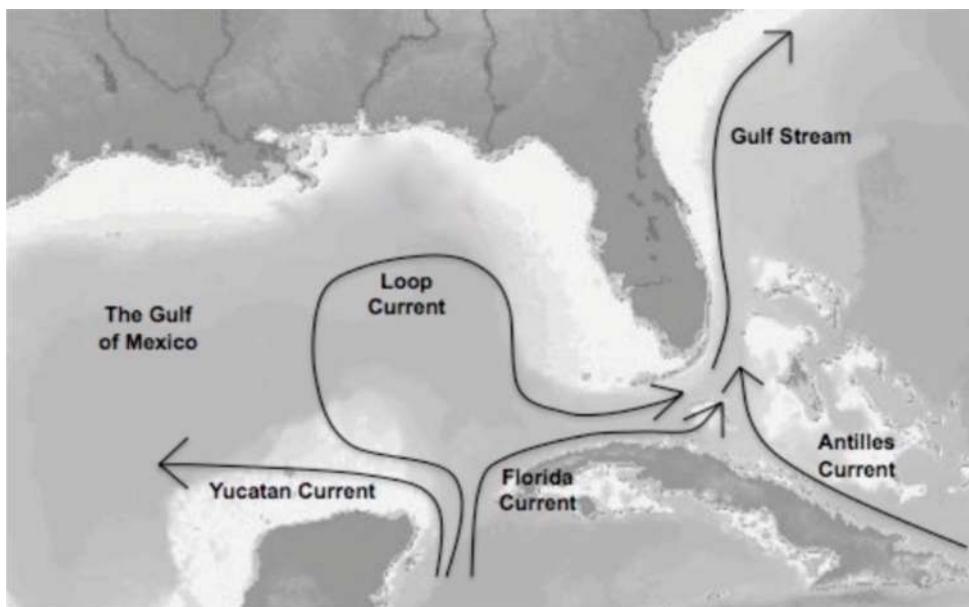 Gulf Stream
Loop
Current
The Gulf
of Mexico
Antilles
Current
Yucatan Current
Florida
Current